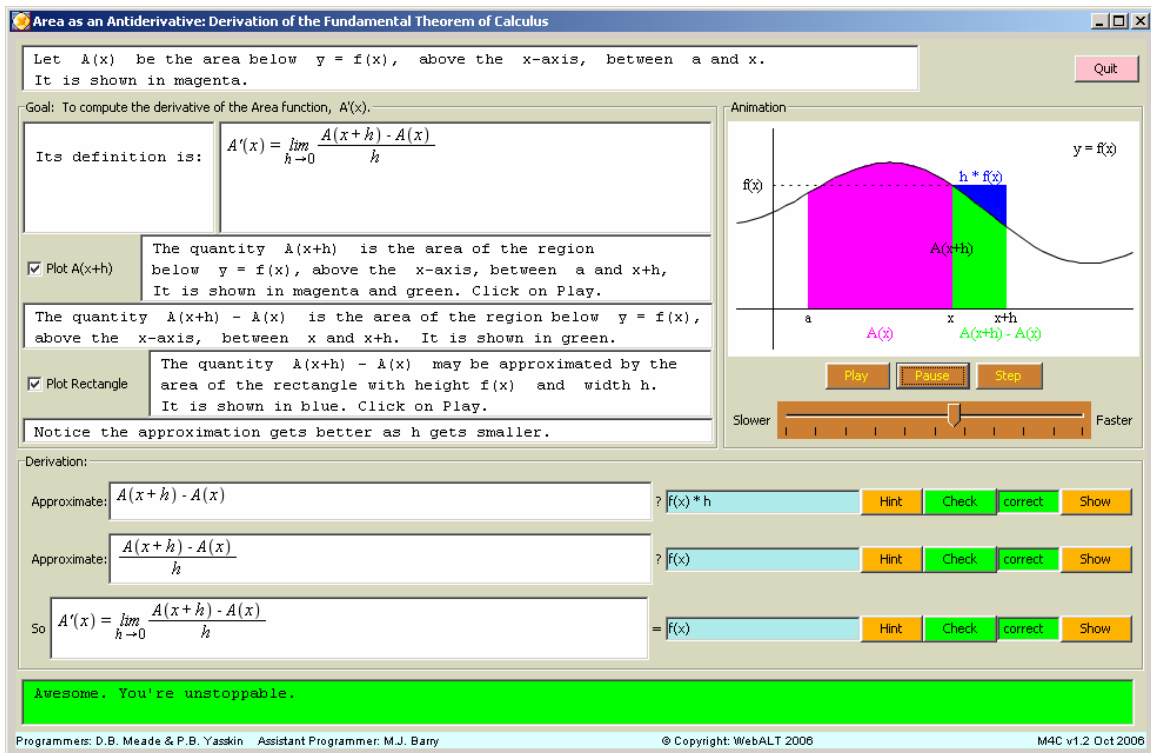 Area as an Antiderivative: Derivation of the Fundamental Theorem of Calculus
Let A(x) be the area below y = f(x), above the x-axis, between a and x.
It is shown in magenta.
Quit
Goal: To compute the derivative of the Area function, A'(x).
Its definition is:
A'(x) = lim h→0 A(x+h) - A(x) / h
Plot A(x+h)
The quantity A(x+h) is the area of the region
below y = f(x), above the x-axis, between a and x+h,
It is shown in magenta and green. Click on Play.
The quantity A(x+h) - A(x) is the area of the region below y = f(x),
above the x-axis, between x and x+h. It is shown in green.
Plot Rectangle
The quantity A(x+h) - A(x) may be approximated by the
area of the rectangle with height f(x) and width h.
It is shown in blue. Click on Play.
Notice the approximation gets better as h gets smaller.
Animation
y = f(x)
h * f(x)
f(x)
A(x+h)
a x x+h
A(x) A(x+h) - A(x)
Play Pause Step
Slower Faster
Derivation:
Approximate: A(x+h) - A(x) ? f(x) * h Hint Check correct Show
Approximate: A(x+h) - A(x) / h ? f(x) Hint Check correct Show
So A'(x) = lim h→0 A(x+h) - A(x) / h = f(x) Hint Check correct Show
Awesome. You're unstoppable.
Programmers: D.B. Meade & P.B. Yasskin Assistant Programmer: M.J. Barry © Copyright: WebALT 2006 M4C v1.2 Oct 2006